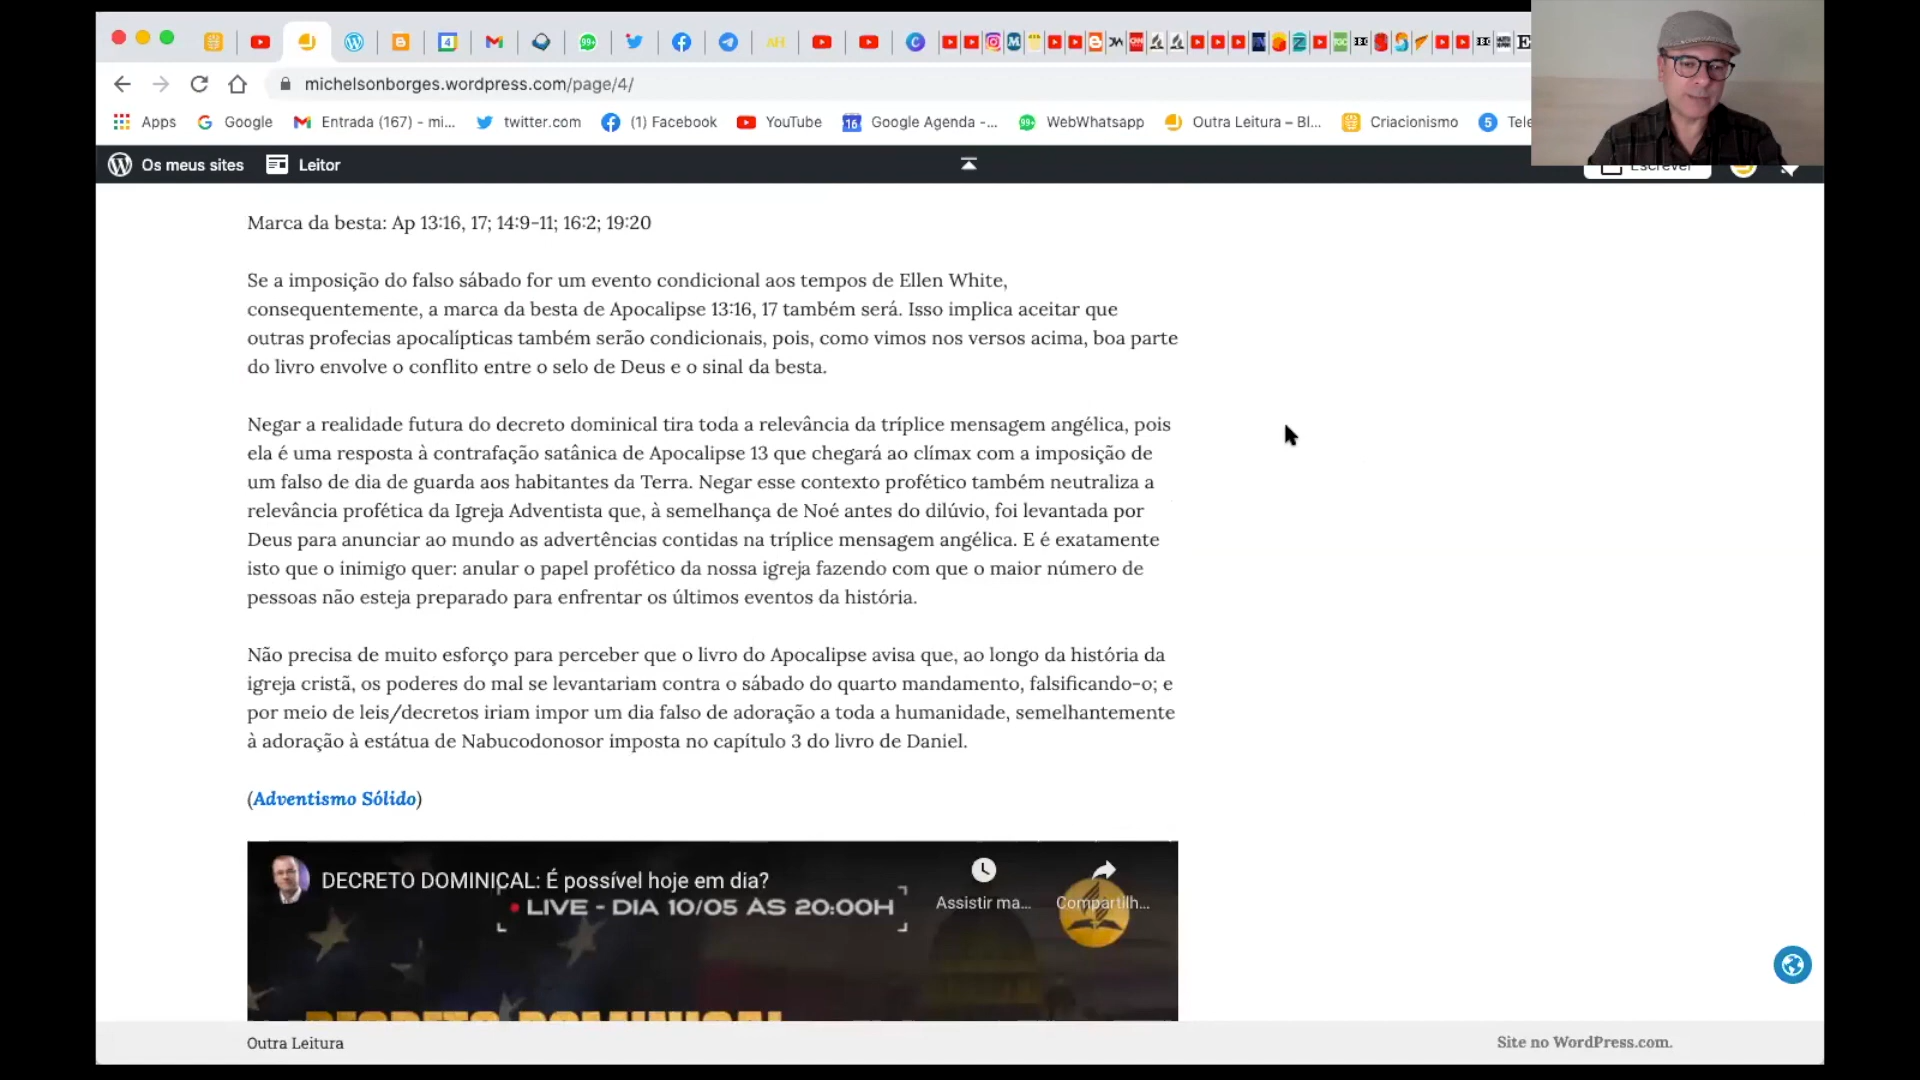 michelsonborges.wordpress.com/page/4/
Apps Google Entrada (167) - mi... twitter.com (1) Facebook YouTube Google Agenda -... WebWhatsapp Outra Leitura – Bl... Criacionismo
Os meus sites Leitor
Marca da besta: Ap 13:16, 17; 14:9-11; 16:2; 19:20
Se a imposição do falso sábado for um evento condicional aos tempos de Ellen White,
consequentemente, a marca da besta de Apocalipse 13:16, 17 também será. Isso implica aceitar que
outras profecias apocalípticas também serão condicionais, pois, como vimos nos versos acima, boa parte
do livro envolve o conflito entre o selo de Deus e o sinal da besta.
Negar a realidade futura do decreto dominical tira toda a relevância da tríplice mensagem angélica, pois
ela é uma resposta à contrafação satânica de Apocalipse 13 que chegará ao clímax com a imposição de
um falso de dia de guarda aos habitantes da Terra. Negar esse contexto profético também neutraliza a
relevância profética da Igreja Adventista que, à semelhança de Noé antes do dilúvio, foi levantada por
Deus para anunciar ao mundo as advertências contidas na tríplice mensagem angélica. E é exatamente
isto que o inimigo quer: anular o papel profético da nossa igreja fazendo com que o maior número de
pessoas não esteja preparado para enfrentar os últimos eventos da história.
Não precisa de muito esforço para perceber que o livro do Apocalipse avisa que, ao longo da história da
igreja cristã, os poderes do mal se levantariam contra o sábado do quarto mandamento, falsificando-o; e
por meio de leis/decretos iriam impor um dia falso de adoração a toda a humanidade, semelhantemente
à adoração à estátua de Nabucodonosor imposta no capítulo 3 do livro de Daniel.
(Adventismo Sólido)
DECRETO DOMINICAL: É possível hoje em dia?
LIVE - DIA 10/05 ÀS 20:00H
Assistir ma... Compartilh...
Outra Leitura
Site no WordPress.com.